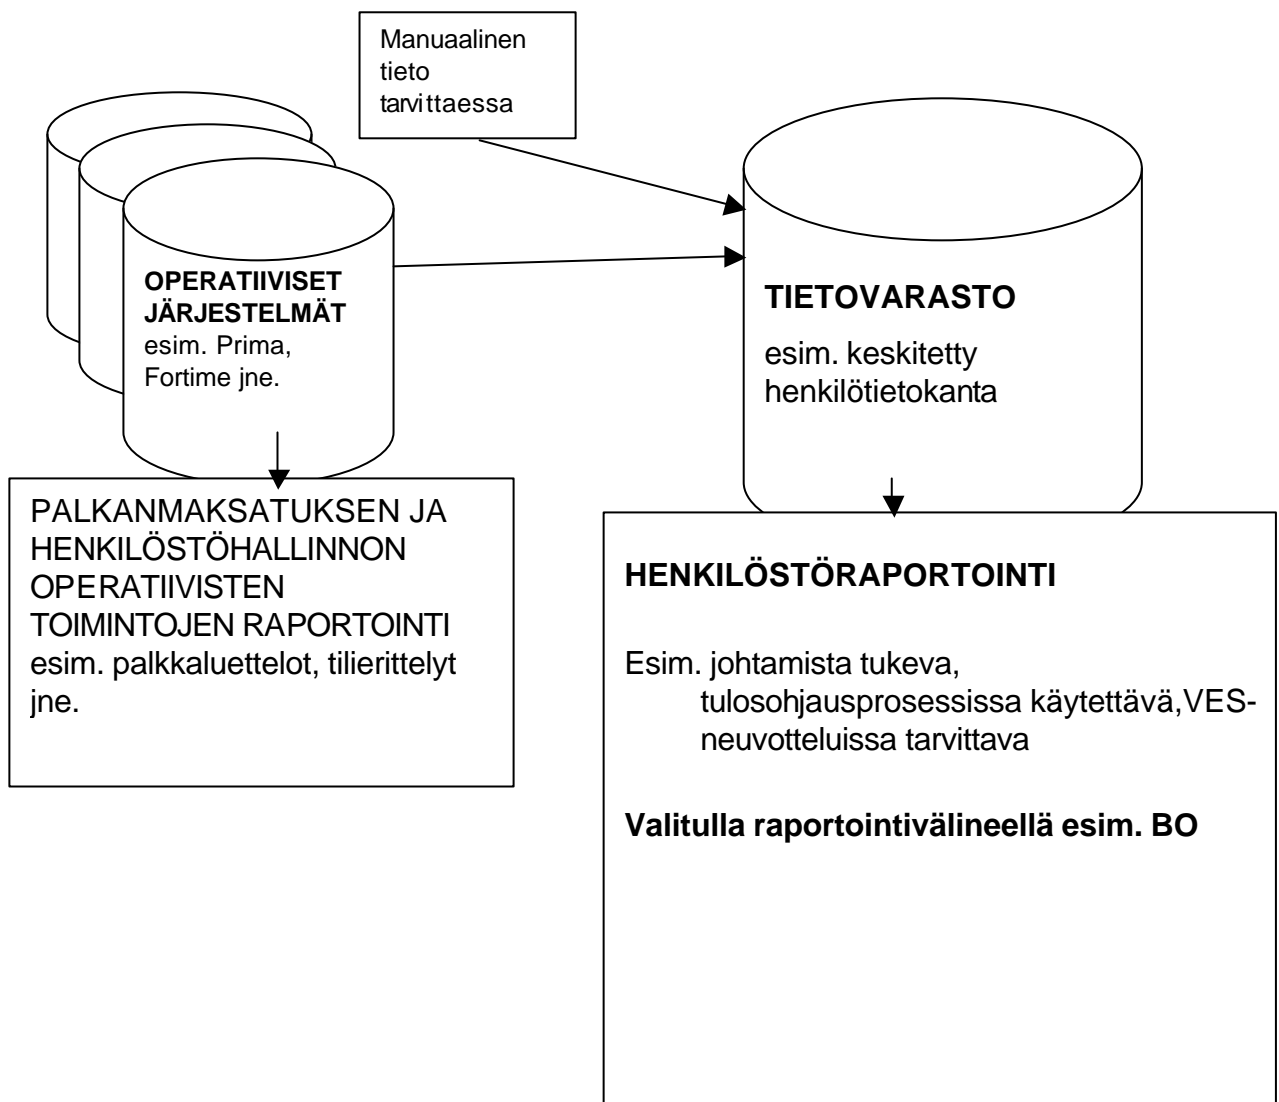 Manuaalinen
tieto
tarvittaessa
OPERATIIVISET
JÄRJESTELMÄT
esim. Prima,
Fortime jne.
TIETOVARASTO
esim. keskitetty
henkilötietokanta
PALKANMAKSATUKSEN JA
HENKILÖSTÖHALLINNON
OPERATIIVISTEN
TOIMINTOJEN RAPORTOINTI
esim. palkkaluettelot, tilierittelyt
jne.
HENKILÖSTÖRAPORTOINTI
Esim. johtamista tukeva,
tulosohjausprosessissa käytettävä,VES-
neuvotteluissa tarvittava
Valitulla raportointivälineellä esim. BO